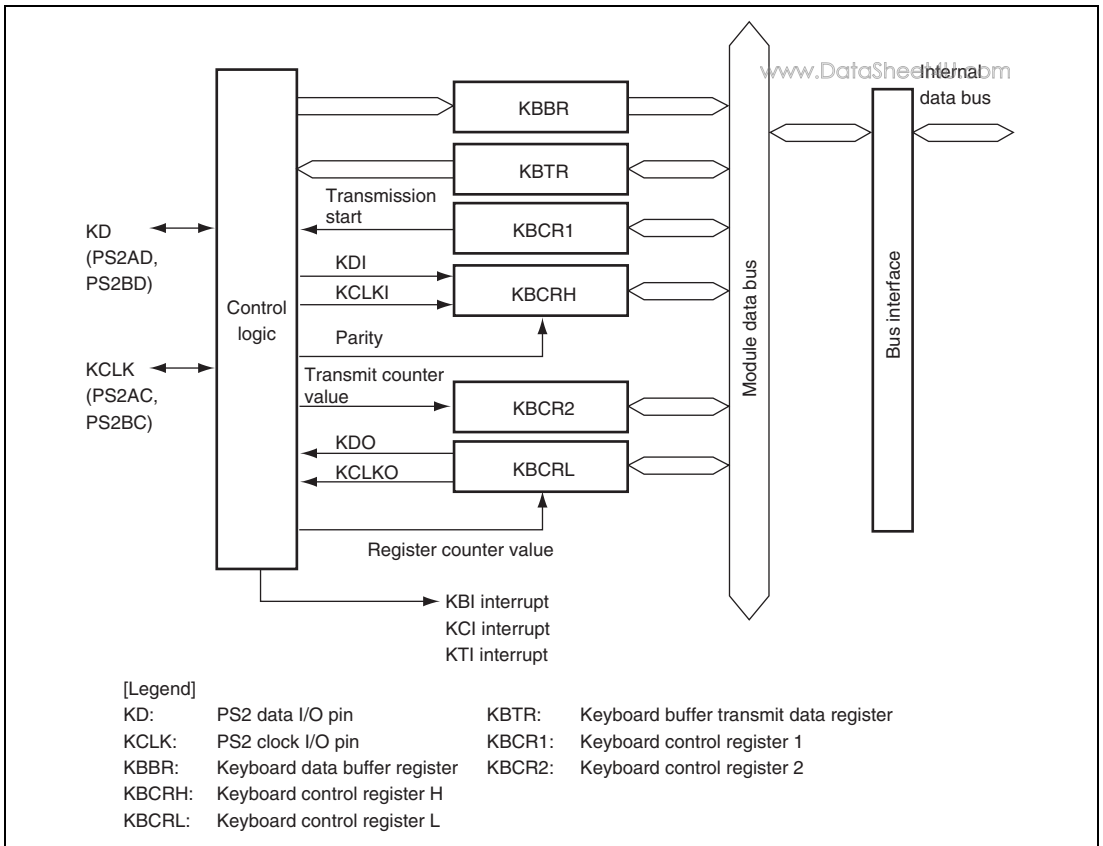 www.DataSheet4U.com
Internal
data bus
KBBR
KBTR
Transmission
start
KBCR1
KD
(PS2AD,
PS2BD)
KDI
KCLKI
KBCRH
Control
logic
Parity
Module data bus
Bus interface
KCLK
(PS2AC,
PS2BC)
Transmit counter
value
KBCR2
KDO
KCLKO
KBCRL
Register counter value
KBI interrupt
KCI interrupt
KTI interrupt
[Legend]
KD: PS2 data I/O pin
KCLK: PS2 clock I/O pin
KBBR: Keyboard data buffer register
KBCRH: Keyboard control register H
KBCRL: Keyboard control register L
KBTR: Keyboard buffer transmit data register
KBCR1: Keyboard control register 1
KBCR2: Keyboard control register 2